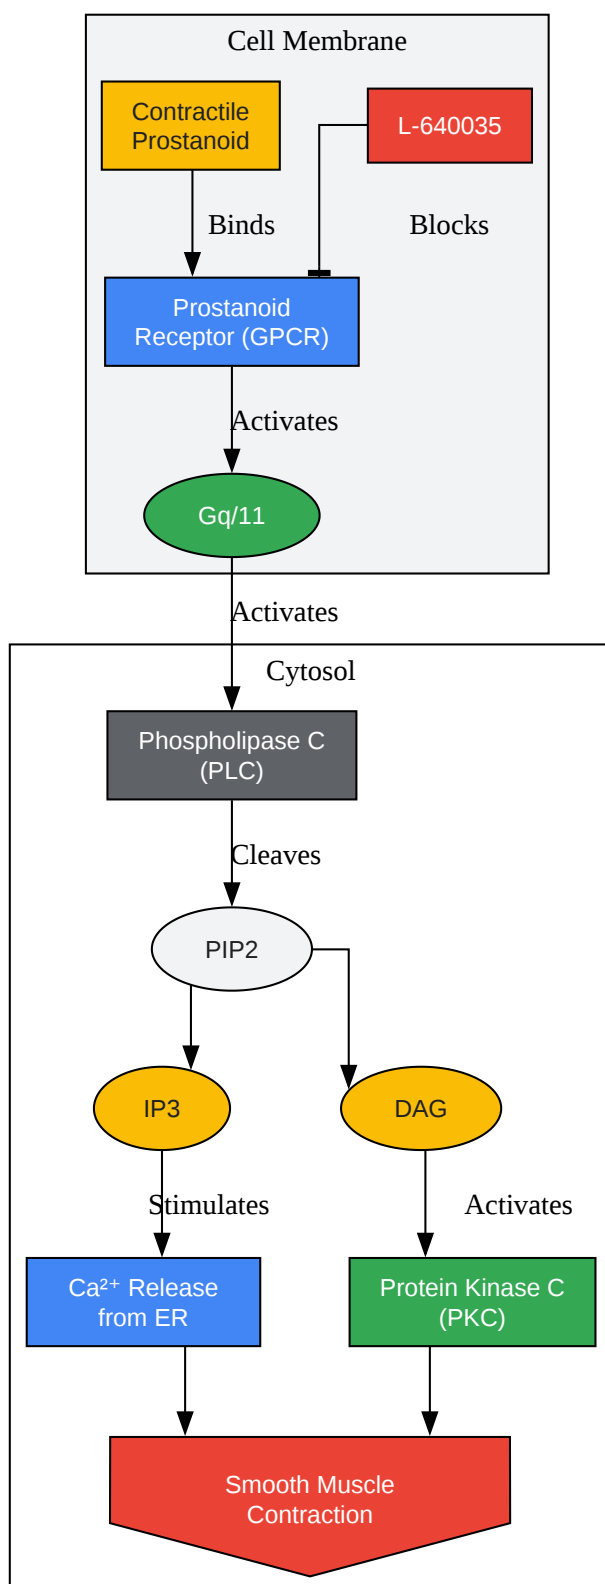 Cell Membrane
Contractile
Prostanoid
L-640035
Binds
Blocks
Prostanoid
Receptor (GPCR)
Activates
Gq/11
Activates
Cytosol
Phospholipase C
(PLC)
Cleaves
PIP2
IP3
DAG
Stimulates
Activates
Ca²⁺ Release
from ER
Protein Kinase C
(PKC)
Smooth Muscle
Contraction